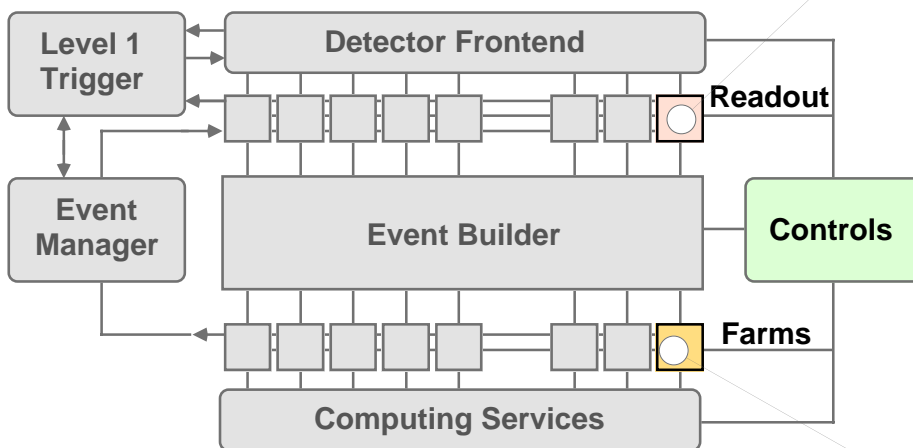 Level 1
Trigger
Detector Frontend
Readout
Event
Manager
Event Builder
Controls
Farms
Computing Services